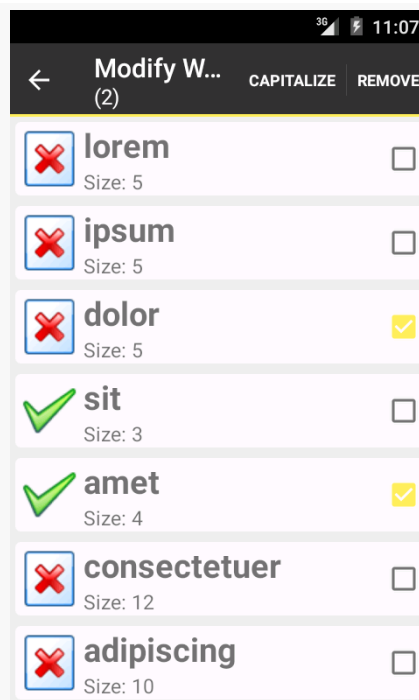 3G 11:07
Modify W...
(2)
CAPITALIZE REMOVE
lorem
Size: 5
ipsum
Size: 5
dolor
Size: 5
sit
Size: 3
amet
Size: 4
consectetuer
Size: 12
adipiscing
Size: 10